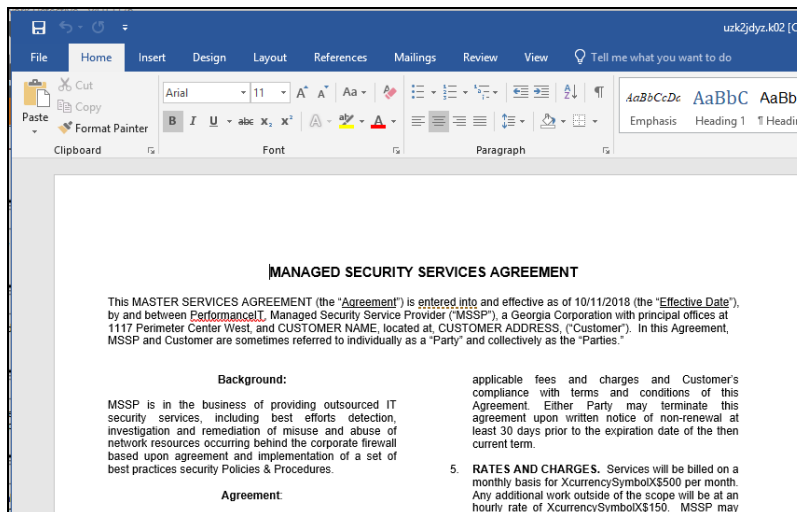 uzk2jdyz.k02 [C
File Home Insert Design Layout References Mailings Review View Tell me what you want to do
Paste
Cut
Copy
Format Painter
Clipboard
Arial 11 A A Aa
B I U abc X₂ X² A aby A
Font
A Z ¶
Paragraph
AaBbCcDc AaBbC AaBb
Emphasis Heading 1 ¶ Headin
MANAGED SECURITY SERVICES AGREEMENT
This MASTER SERVICES AGREEMENT (the “Agreement”) is entered into and effective as of 10/11/2018 (the “Effective Date”),
by and between PerformanceIT, Managed Security Service Provider (“MSSP”), a Georgia Corporation with principal offices at
1117 Perimeter Center West, and CUSTOMER NAME, located at, CUSTOMER ADDRESS, (“Customer”). In this Agreement,
MSSP and Customer are sometimes referred to individually as a “Party” and collectively as the “Parties.”
Background:
MSSP is in the business of providing outsourced IT
security services, including best efforts detection,
investigation and remediation of misuse and abuse of
network resources occurring behind the corporate firewall
based upon agreement and implementation of a set of
best practices security Policies & Procedures.
Agreement:
applicable fees and charges and Customer’s
compliance with terms and conditions of this
Agreement. Either Party may terminate this
agreement upon written notice of non-renewal at
least 30 days prior to the expiration date of the then
current term.
5. RATES AND CHARGES. Services will be billed on a
monthly basis for XcurrencySymbolX$500 per month.
Any additional work outside of the scope will be at an
hourly rate of XcurrencySymbolX$150. MSSP may